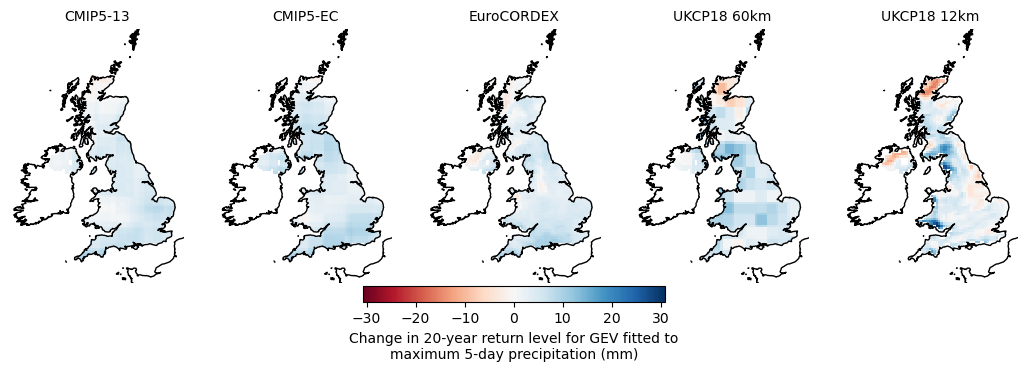 CMIP5-13 CMIP5-EC EuroCORDEX UKCP18 60km UKCP18 12km
−30 −20 −10 0 10 20 30
Change in 20-year return level for GEV fitted to
maximum 5-day precipitation (mm)